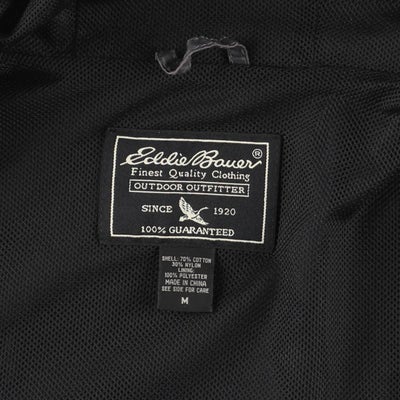 Eddie Bauer®
Finest Quality Clothing
OUTDOOR OUTFITTER
SINCE 1920
100% GUARANTEED
SHELL: 70% COTTON
30% NYLON
LINING:
100% POLYESTER
MADE IN CHINA
SEE SIDE FOR CARE
M